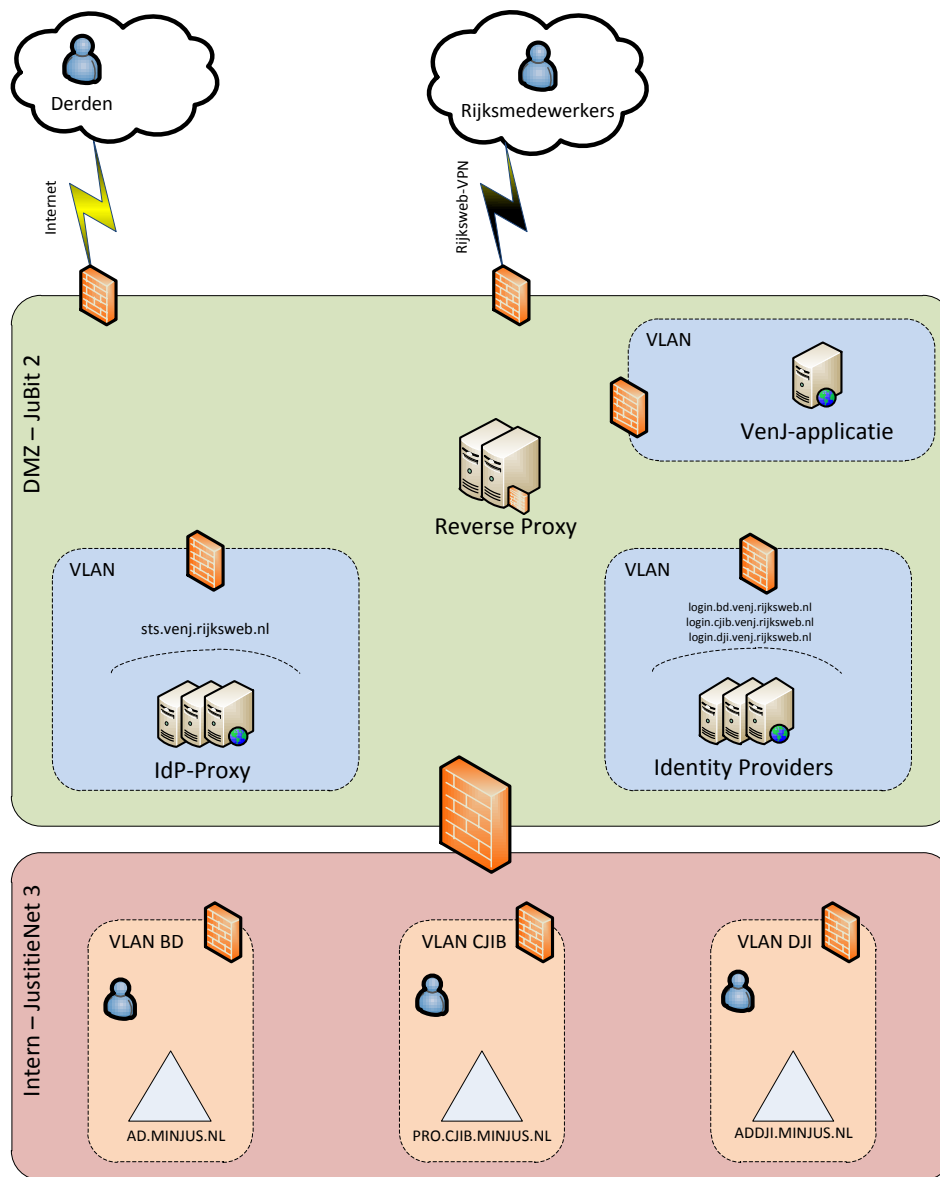 Derden
Rijksmedewerkers
Internet
Rijksweb-VPN
DMZ – JuBit 2
VLAN
VenJ-applicatie
Reverse Proxy
VLAN
sts.venj.rijksweb.nl
IdP-Proxy
VLAN
login.bd.venj.rijksweb.nl
login.cjib.venj.rijksweb.nl
login.dji.venj.rijksweb.nl
Identity Providers
Intern – JustitieNet 3
VLAN BD
AD.MINJUS.NL
VLAN CJIB
PRO.CJIB.MINJUS.NL
VLAN DJI
ADDJI.MINJUS.NL